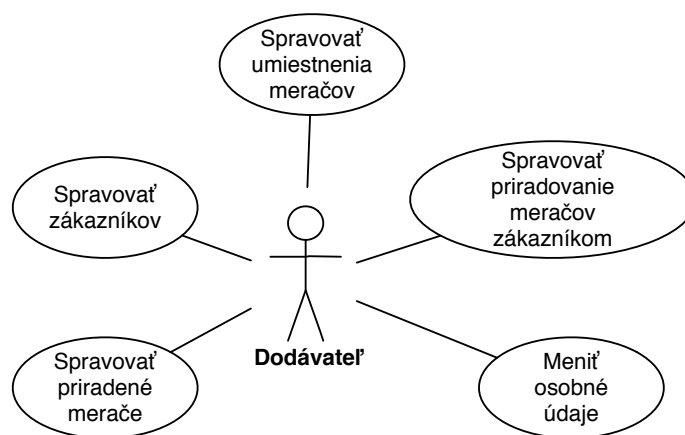 Spravovať
umiestnenia
meračov
Spravovať
zákazníkov
Spravovať
priradovanie
meračov
zákazníkom
Dodávateľ
Spravovať
priradené
merače
Meniť
osobné
údaje